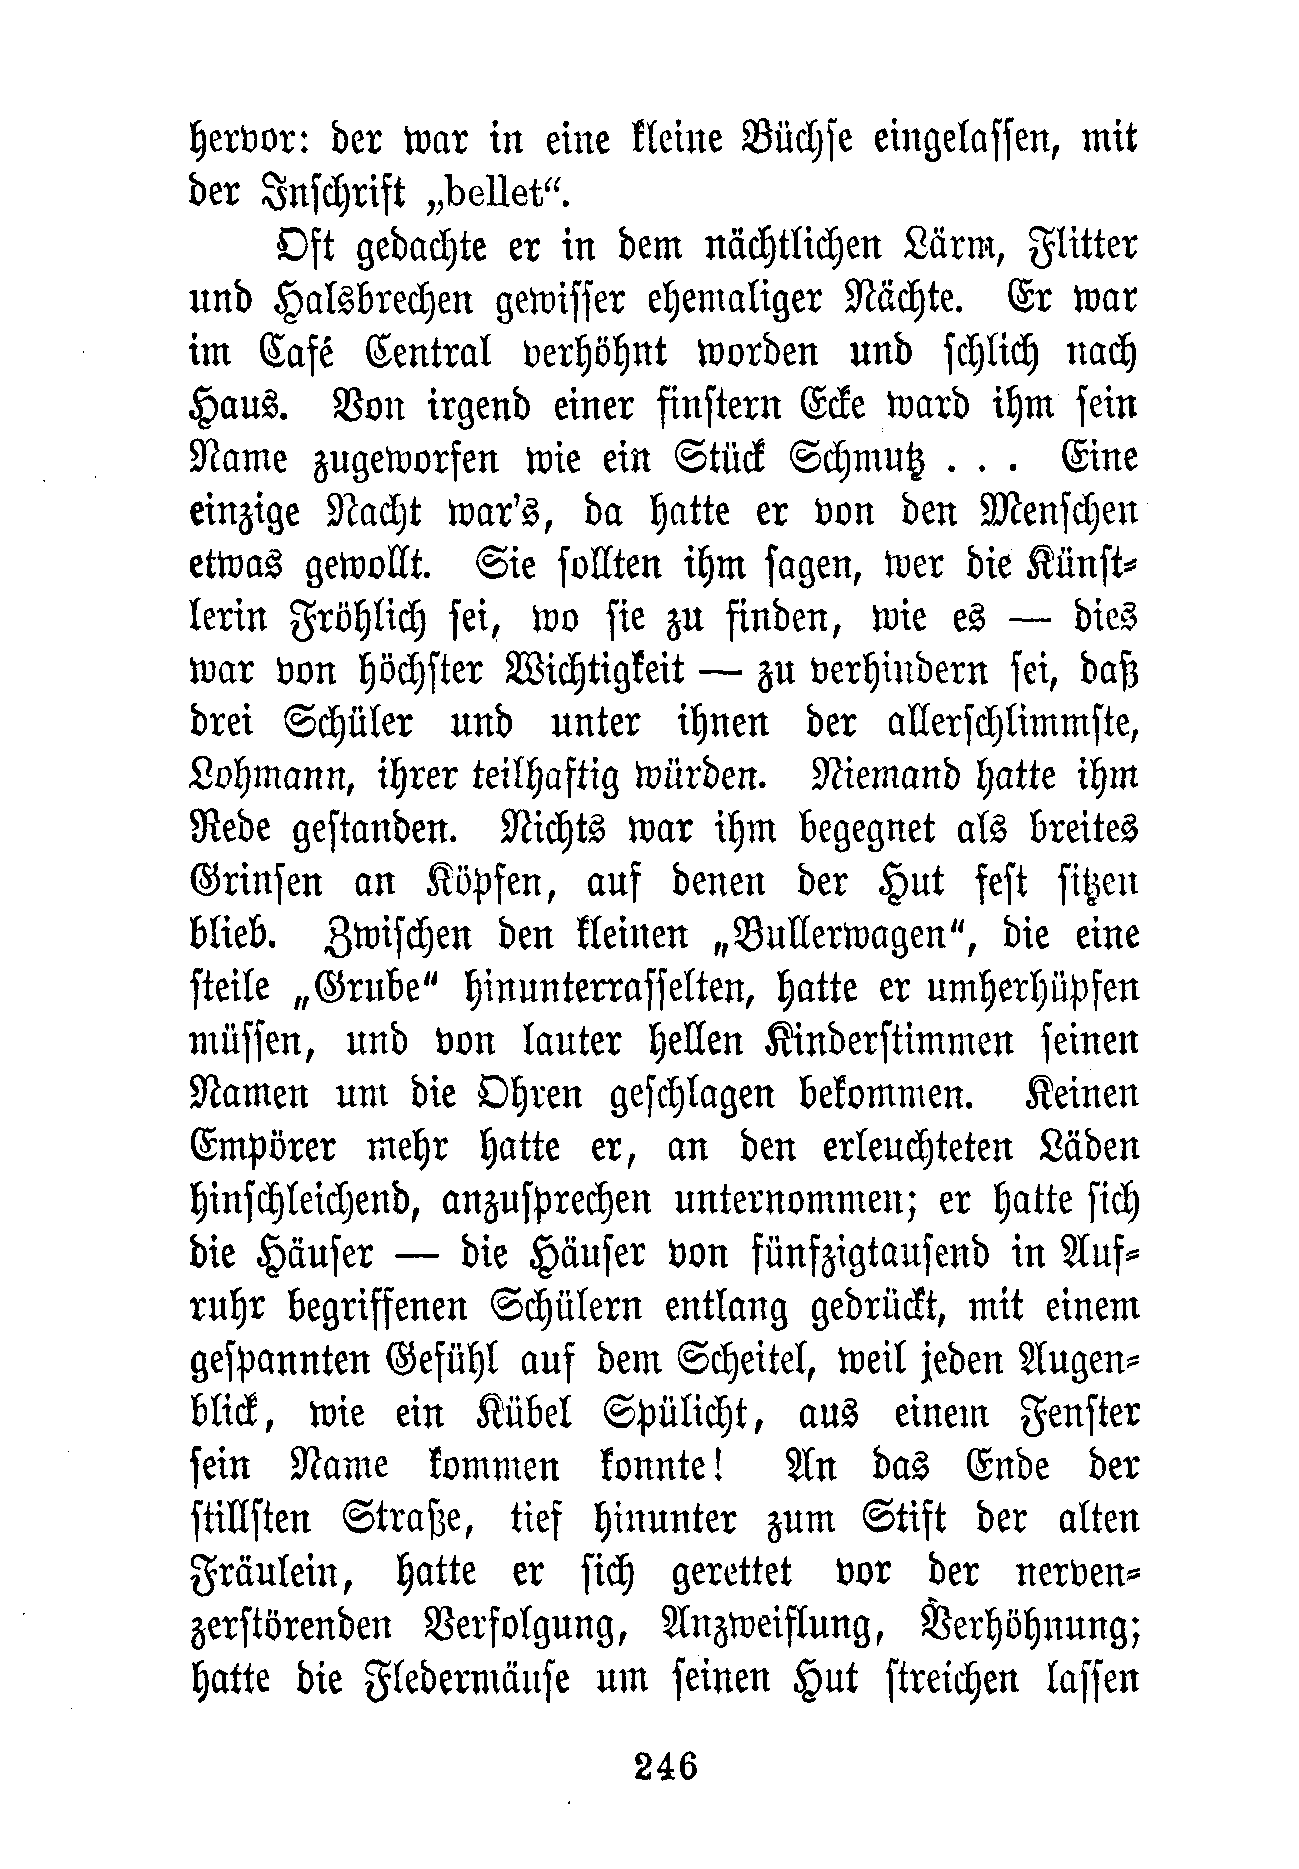 hervor: der war in eine kleine Büchse eingelassen, mit
der Inschrift „bellet“.
Oft gedachte er in dem nächtlichen Lärm, Flitter
und Halsbrechen gewisser ehemaliger Nächte. Er war
im Café Central verhöhnt worden und schlich nach
Haus. Von irgend einer finstern Ecke ward ihm sein
Name zugeworfen wie ein Stück Schmutz . . . Eine
einzige Nacht war's, da hatte er von den Menschen
etwas gewollt. Sie sollten ihm sagen, wer die Künst-
lerin Fröhlich sei, wo sie zu finden, wie es — dies
war von höchster Wichtigkeit — zu verhindern sei, daß
drei Schüler und unter ihnen der allerschlimmste,
Lohmann, ihrer teilhaftig würden. Niemand hatte ihm
Rede gestanden. Nichts war ihm begegnet als breites
Grinsen an Köpfen, auf denen der Hut fest sitzen
blieb. Zwischen den kleinen „Bullerwagen“, die eine
steile „Grube“ hinunterrasselten, hatte er umherhüpfen
müssen, und von lauter hellen Kinderstimmen seinen
Namen um die Ohren geschlagen bekommen. Keinen
Empörer mehr hatte er, an den erleuchteten Läden
hinschleichend, anzusprechen unternommen; er hatte sich
die Häuser — die Häuser von fünfzigtausend in Auf-
ruhr begriffenen Schülern entlang gedrückt, mit einem
gespannten Gefühl auf dem Scheitel, weil jeden Augen-
blick, wie ein Kübel Spülicht, aus einem Fenster
sein Name kommen konnte! An das Ende der
stillsten Straße, tief hinunter zum Stift der alten
Fräulein, hatte er sich gerettet vor der nerven-
zerstörenden Verfolgung, Anzweiflung, Verhöhnung;
hatte die Fledermäuse um seinen Hut streichen lassen
246